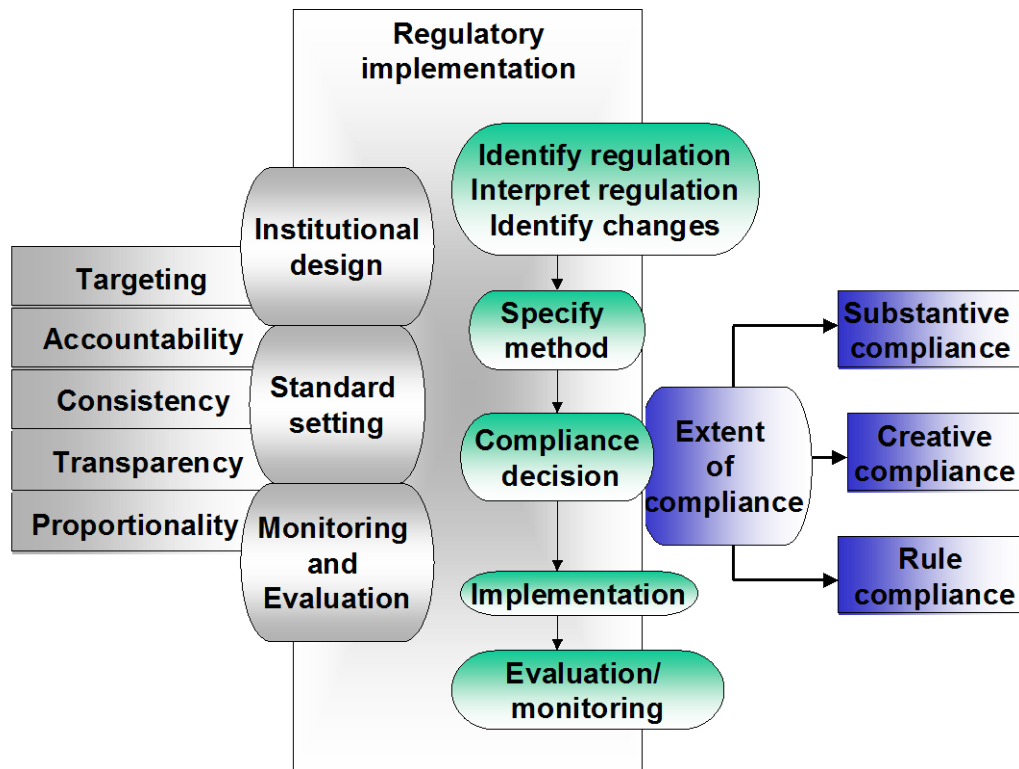 Regulatory
implementation
Identify regulation
Interpret regulation
Identify changes
Institutional
design
Targeting
Accountability
Consistency
Transparency
Proportionality
Standard
setting
Monitoring
and
Evaluation
Specify
method
Compliance
decision
Implementation
Evaluation/
monitoring
Extent
of
compliance
Substantive
compliance
Creative
compliance
Rule
compliance